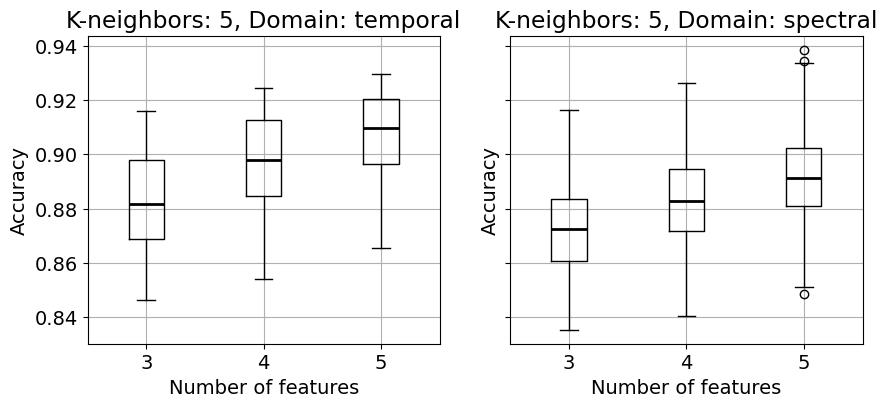 K-neighbors: 5, Domain: temporal
0.94
0.92
0.90
0.88
0.86
0.84
Accuracy
3 4 5
Number of features
K-neighbors: 5, Domain: spectral
Accuracy
3 4 5
Number of features